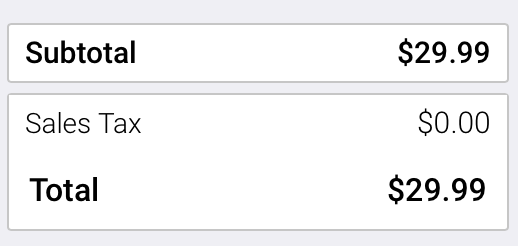 Subtotal $29.99
Sales Tax $0.00
Total $29.99